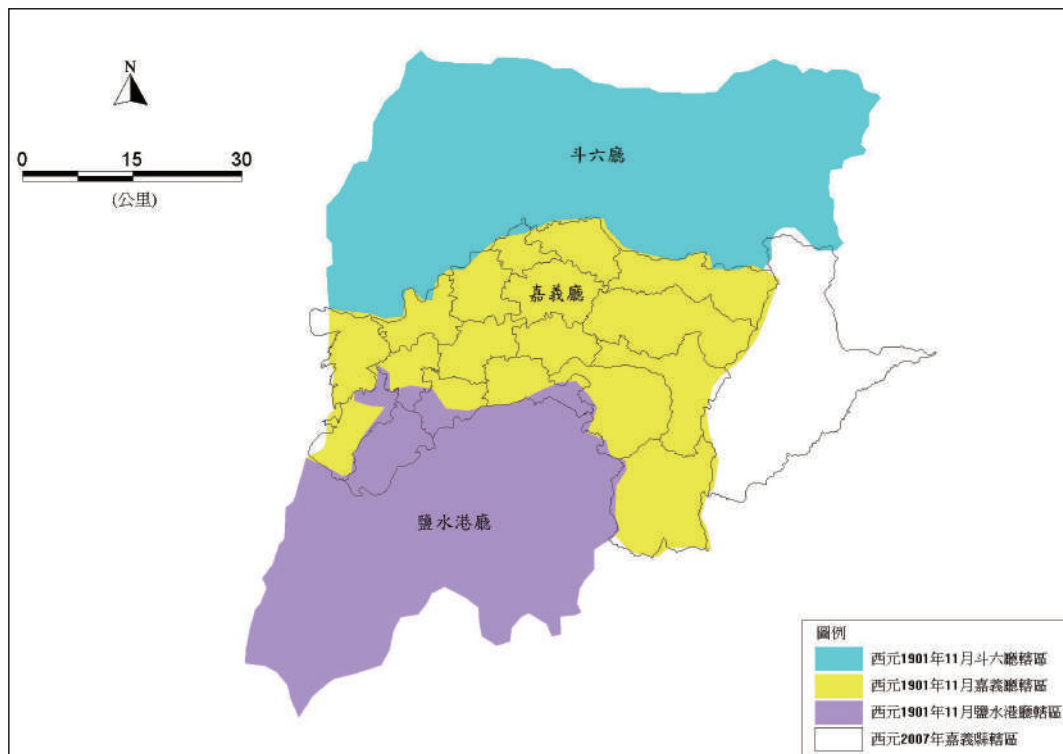 N
0 15 30
(公里)
斗六廳
嘉義廳
鹽水港廳
圖例
西元1901年11月斗六廳轄區
西元1901年11月嘉義廳轄區
西元1901年11月鹽水港廳轄區
西元2007年嘉義縣轄區